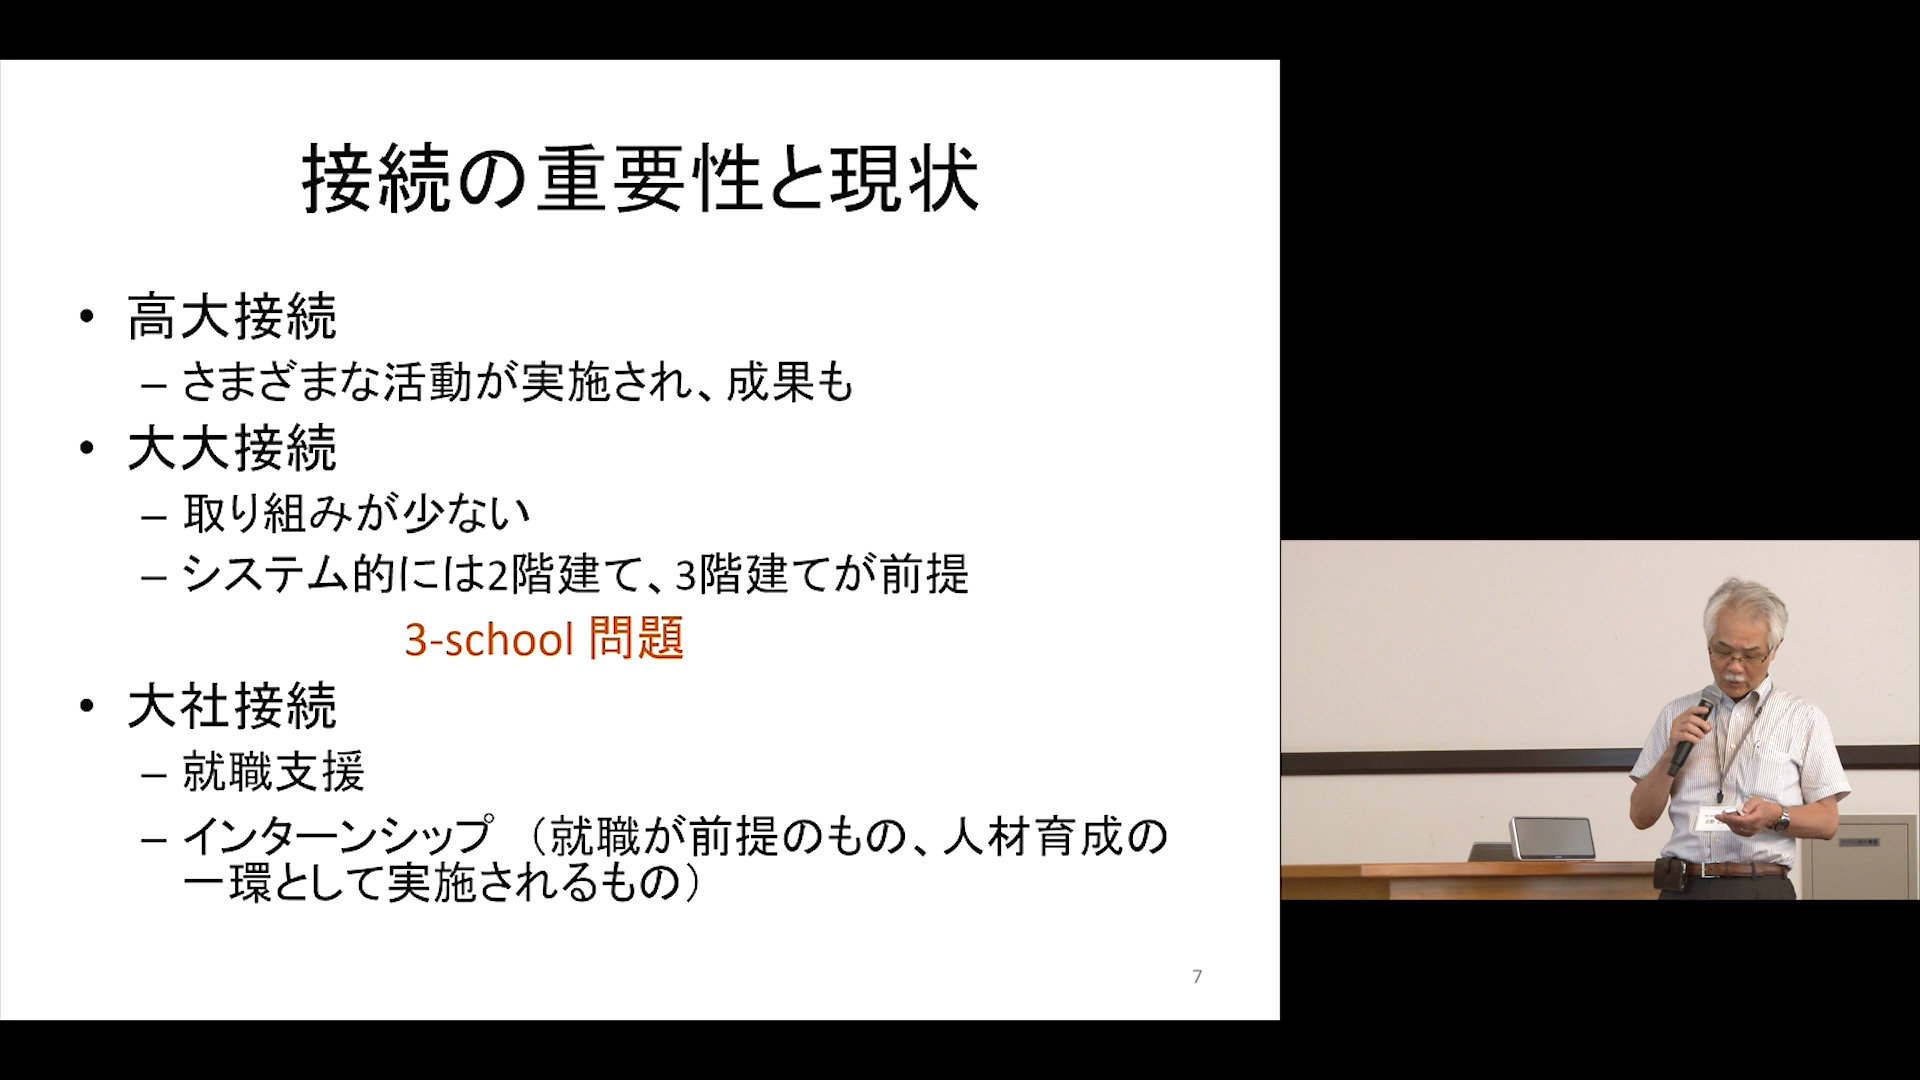 接続の重要性と現状
• 高大接続
– さまざまな活動が実施され、成果も
• 大大接続
– 取り組みが少ない
– システム的には2階建て、3階建てが前提
3-school 問題
• 大社接続
– 就職支援
– インターンシップ （就職が前提のもの、人材育成の
一環として実施されるもの）
7